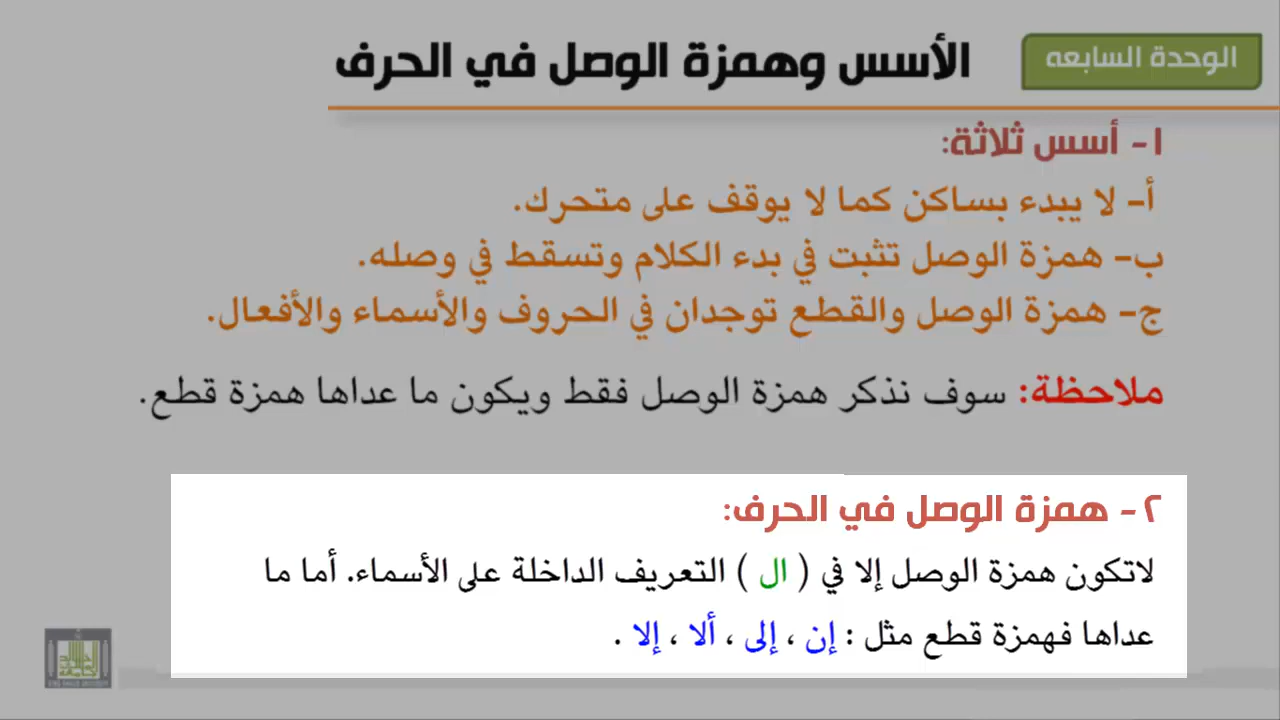 الوحدة السابعه
الأسس وهمزة الوصل في الحرف
١- أسس ثلاثة:
أ- لا يبدء بساكن كما لا يوقف على متحرك.
ب- همزة الوصل تثبت في بدء الكلام وتسقط في وصله.
ج- همزة الوصل والقطع توجدان في الحروف والأسماء والأفعال.
ملاحظة: سوف نذكر همزة الوصل فقط ويكون ما عداها همزة قطع.
٢- همزة الوصل في الحرف:
لاتكون همزة الوصل إلا في ( ال ) التعريف الداخلة على الأسماء. أما ما
عداها فهمزة قطع مثل : إن ، إلى ، ألا ، إلا .